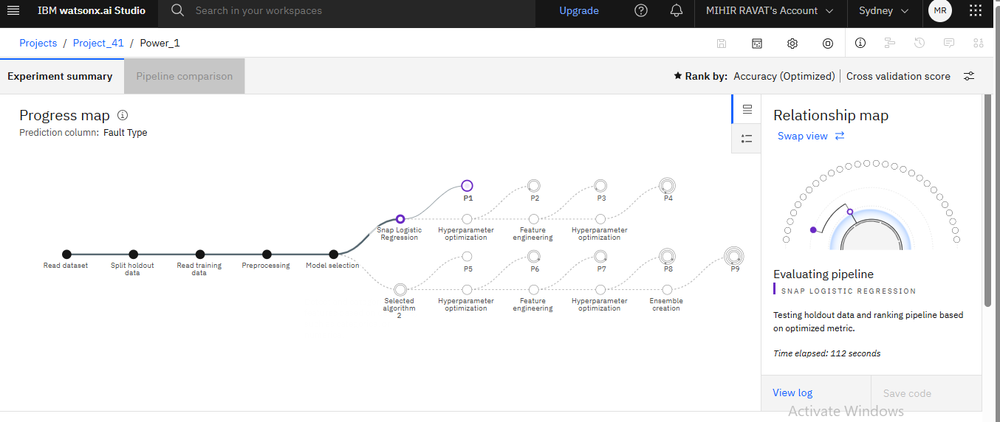 IBM watsonx.ai Studio
Search in your workspaces
Upgrade
MIHIR RAVAT's Account
Sydney
MR
Projects / Project_41 / Power_1
Experiment summary
Pipeline comparison
★ Rank by: Accuracy (Optimized) | Cross validation score
Progress map
Prediction column: Fault Type
P1
P2
P3
P4
Snap Logistic
Regression
Hyperparameter
optimization
Feature
engineering
Hyperparameter
optimization
Read dataset
Split holdout
data
Read training
data
Preprocessing
Model selection
P5
P6
P7
P8
P9
Selected
algorithm
2
Hyperparameter
optimization
Feature
engineering
Hyperparameter
optimization
Ensemble
creation
Relationship map
Swap view
Evaluating pipeline
SNAP LOGISTIC REGRESSION
Testing holdout data and ranking pipeline based
on optimized metric.
Time elapsed: 112 seconds
View log
Save code
Activate Windows